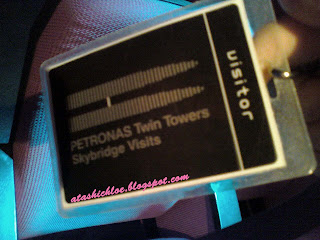 PETRONAS Twin Towers
Skybridge Visits
visitor
atashichloe.blogspot.com